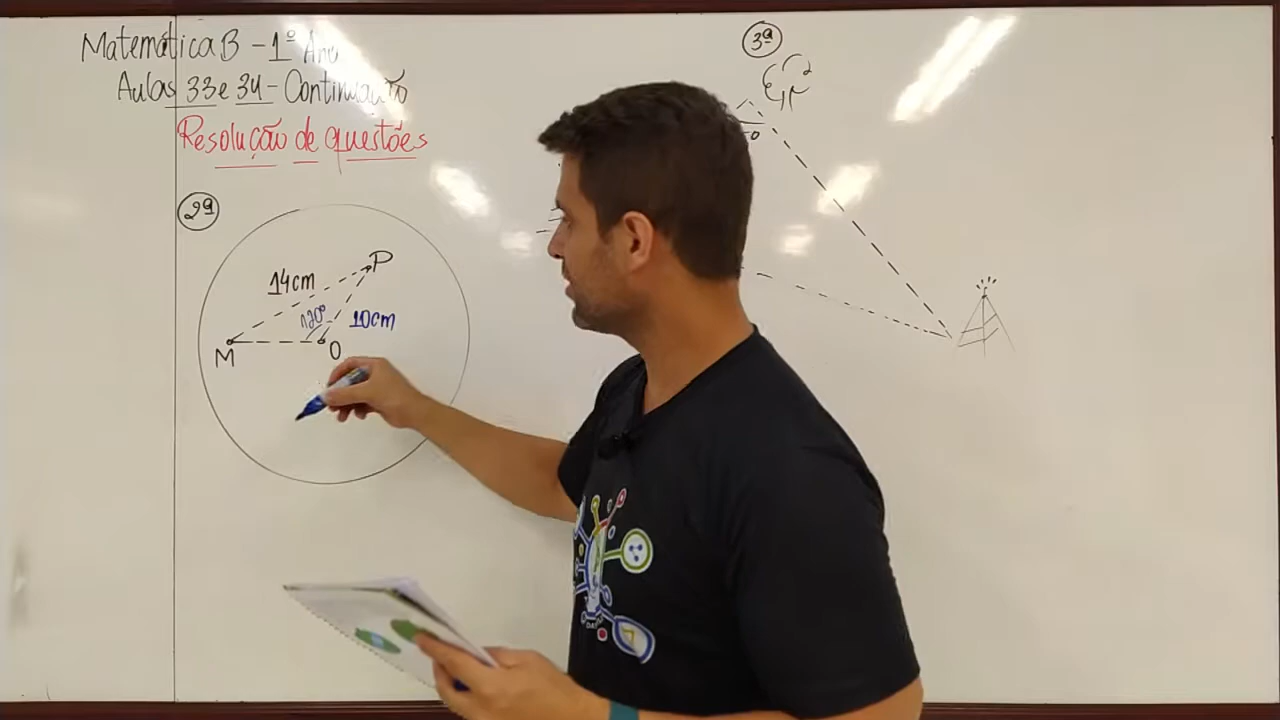 Matemática B - 1º Ano
Aulas 33 e 34 - Continuação
Resolução de questões
2ª
P
14cm
120°
10cm
M
O
3ª